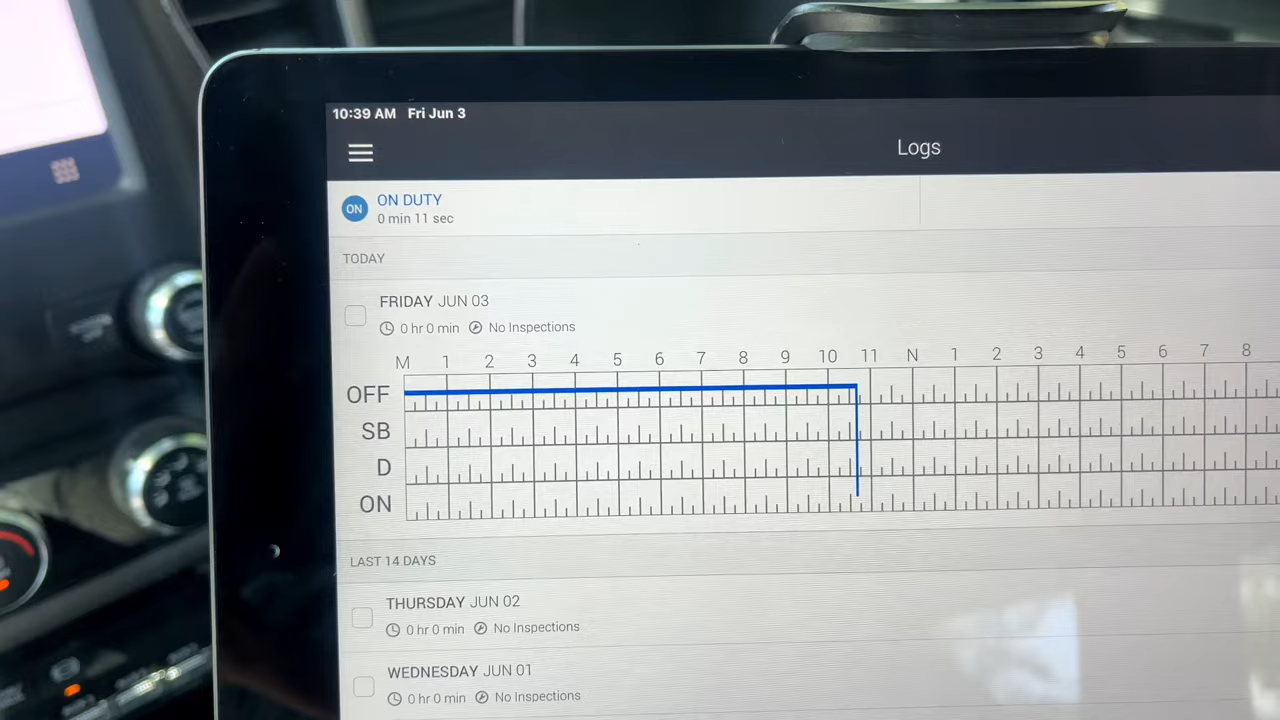 10:39 AM Fri Jun 3
Logs
ON ON DUTY
0 min 11 sec
TODAY
FRIDAY JUN 03
0 hr 0 min No Inspections
M 1 2 3 4 5 6 7 8 9 10 11 N 1 2 3 4 5 6 7 8
OFF
SB
D
ON
LAST 14 DAYS
THURSDAY JUN 02
0 hr 0 min No Inspections
WEDNESDAY JUN 01
0 hr 0 min No Inspections